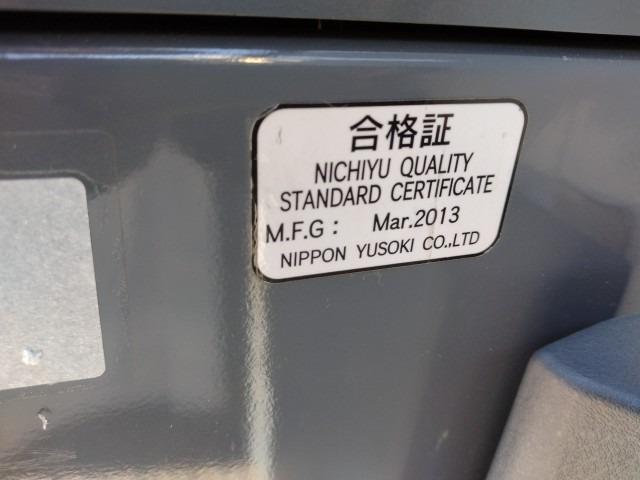 合格証
NICHIYU QUALITY
STANDARD CERTIFICATE
M.F.G : Mar.2013
NIPPON YUSOKI CO.,LTD